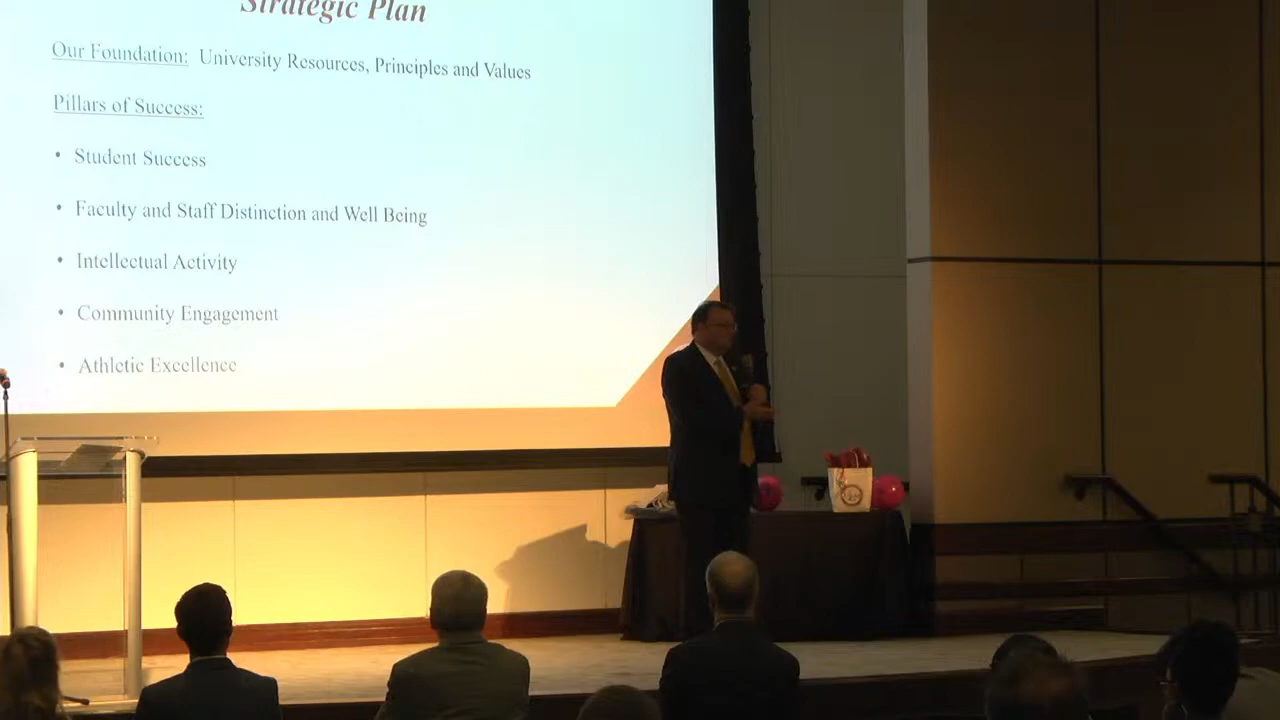 Strategic Plan
Our Foundation: University Resources, Principles and Values
Pillars of Success:
• Student Success
• Faculty and Staff Distinction and Well Being
• Intellectual Activity
• Community Engagement
• Athletic Excellence